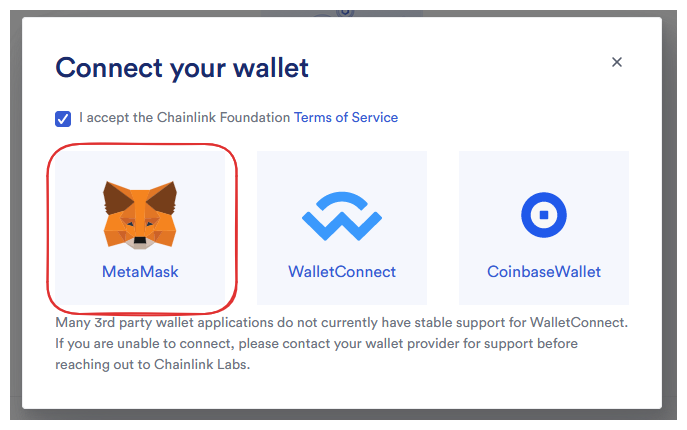 Connect your wallet
I accept the Chainlink Foundation Terms of Service
MetaMask
WalletConnect
CoinbaseWallet
Many 3rd party wallet applications do not currently have stable support for WalletConnect.
If you are unable to connect, please contact your wallet provider for support before
reaching out to Chainlink Labs.